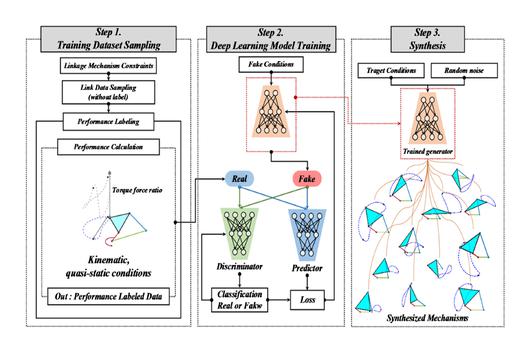 Step 1.
Training Dataset Sampling
Linkage Mechanism Constraints
Link Data Sampling
(without label)
Performance Labeling
Performance Calculation
Torque force ratio
Kinematic,
quasi-static conditions
Out : Performance Labeled Data
Step 2.
Deep Learning Model Training
Fake Conditions
Real
Fake
Discriminator
Predictor
Classification
Real or Fakw
Loss
Step 3.
Synthesis
Traget Conditions
Random noise
Trained generator
Synthesized Mechanisms